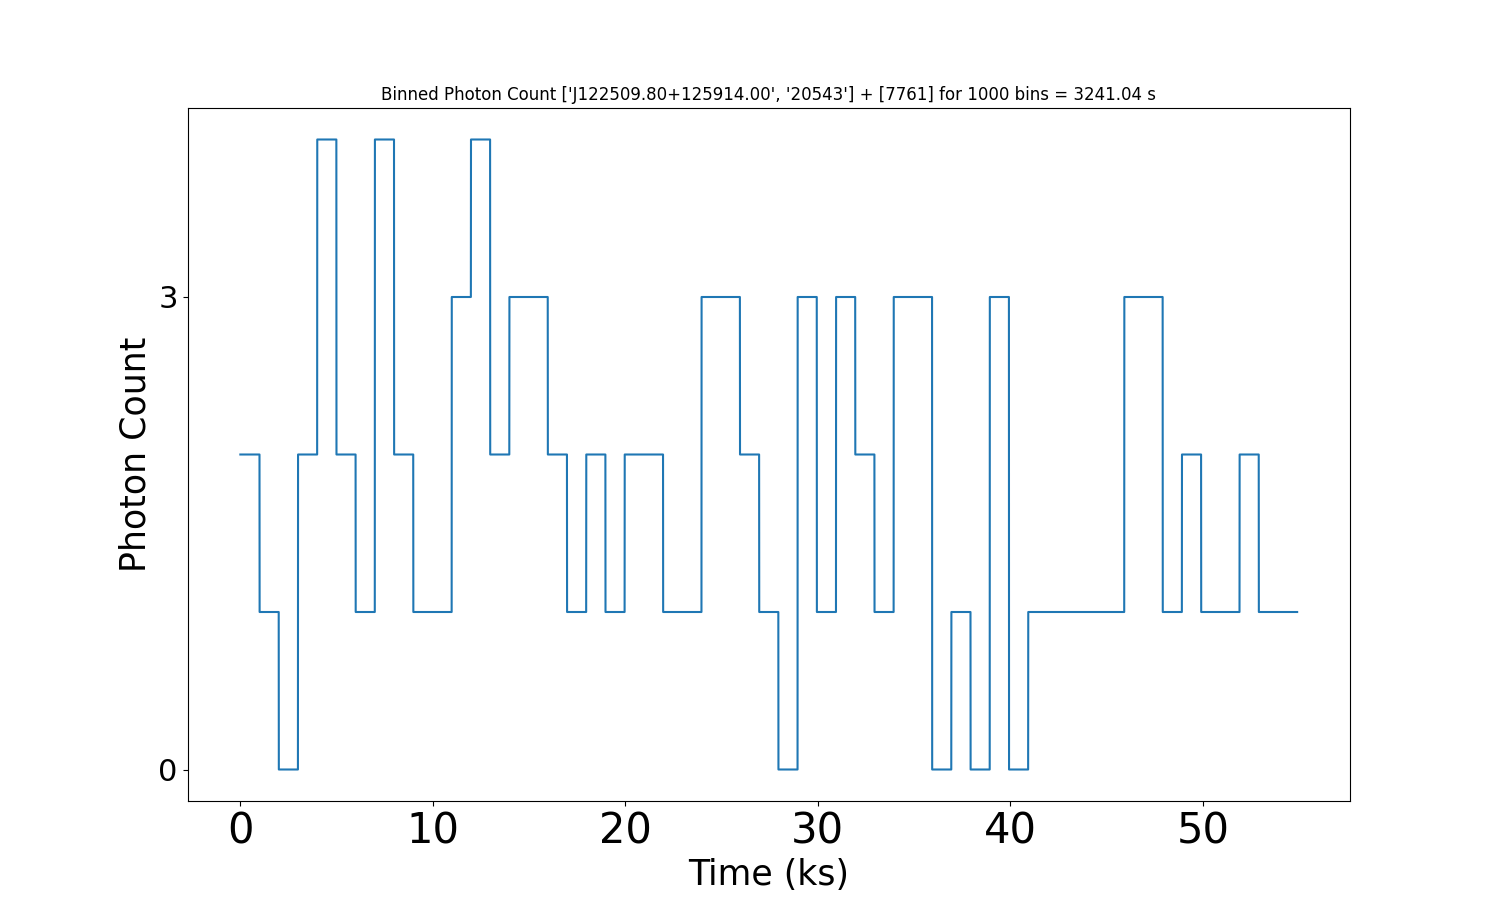 Binned Photon Count ['J122509.80+125914.00', '20543'] + [7761] for 1000 bins = 3241.04 s
3
Photon Count
0
0 10 20 30 40 50
Time (ks)